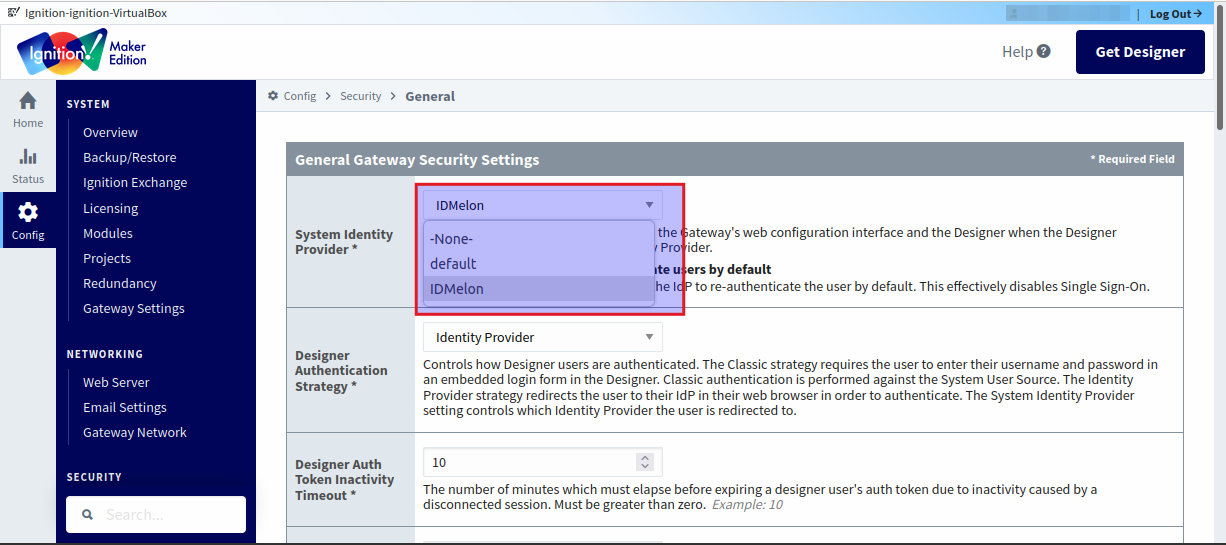 Ignition-ignition-VirtualBox
| Log Out →
Ignition!
Maker
Edition
Help ?
Get Designer
Home
Status
Config
SYSTEM
Overview
Backup/Restore
Ignition Exchange
Licensing
Modules
Projects
Redundancy
Gateway Settings
NETWORKING
Web Server
Email Settings
Gateway Network
SECURITY
Search...
Config > Security > General
General Gateway Security Settings
* Required Field
System Identity
Provider *
IDMelon
-None-
default
IDMelon
the Gateway's web configuration interface and the Designer when the Designer
Provider.
users by default
the IdP to re-authenticate the user by default. This effectively disables Single Sign-On.
Designer
Authentication
Strategy *
Identity Provider
Controls how Designer users are authenticated. The Classic strategy requires the user to enter their username and password in
an embedded login form in the Designer. Classic authentication is performed against the System User Source. The Identity
Provider strategy redirects the user to their IdP in their web browser in order to authenticate. The System Identity Provider
setting controls which Identity Provider the user is redirected to.
Designer Auth
Token Inactivity
Timeout *
10
The number of minutes which must elapse before expiring a designer user's auth token due to inactivity caused by a
disconnected session. Must be greater than zero. Example: 10